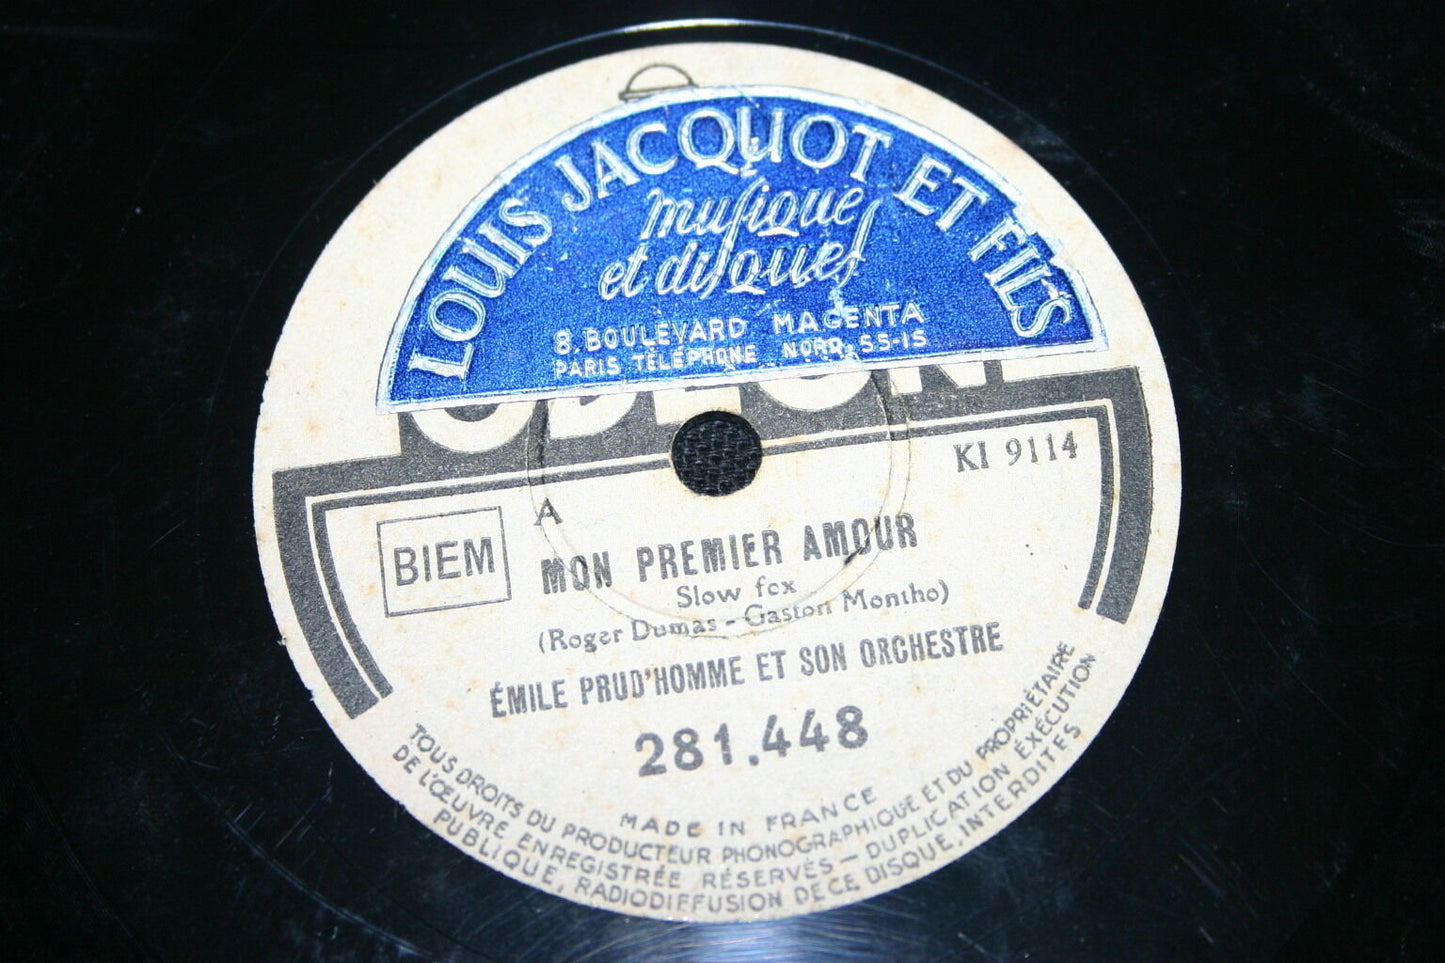 LOUIS JACQUOT ET FILS
musique
et disques
8, BOULEVARD MAGENTA
PARIS TÉLÉPHONE NORD 55-15
ODEON
KI 9114
A
BIEM
MON PREMIER AMOUR
Slow fox
(Roger Dumas - Gaston Montho)
ÉMILE PRUD'HOMME ET SON ORCHESTRE
281.448
MADE IN FRANCE
TOUS DROITS DU PRODUCTEUR PHONOGRAPHIQUE ET DU PROPRIÉTAIRE
DE L'ŒUVRE ENREGISTRÉE RÉSERVÉS — DUPLICATION EXÉCUTION
PUBLIQUE, RADIODIFFUSION DE CE DISQUE, INTERDITES